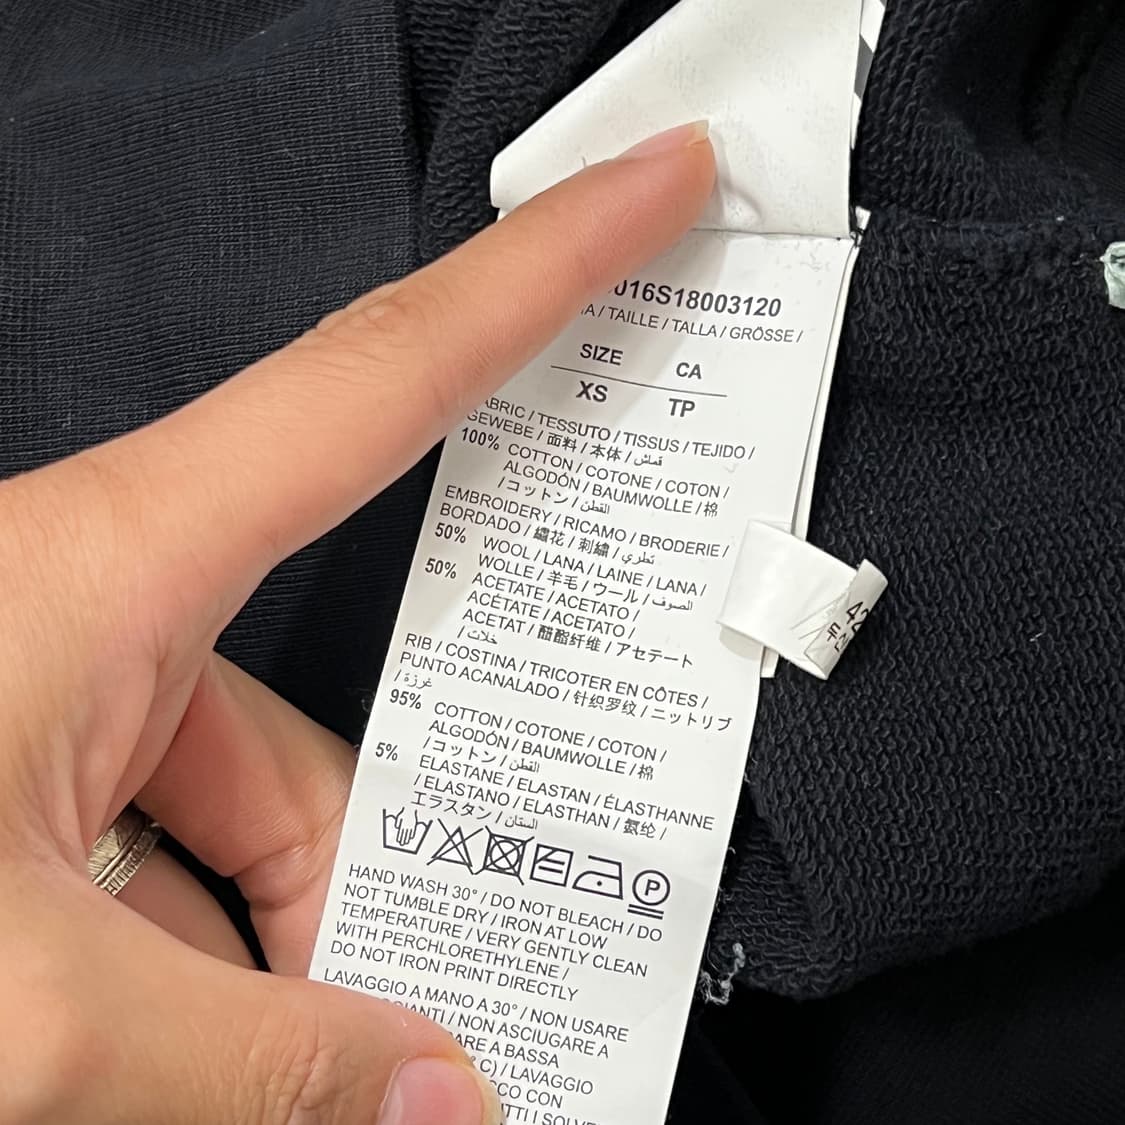 016S18003120
/ TAILLE / TALLA / GRÖSSE /
SIZE CA
XS TP
FABRIC / TESSUTO / TISSUS / TEJIDO /
GEWEBE / 面料 / 本体 / قماش
100% COTTON / COTONE / COTON /
ALGODÓN / BAUMWOLLE / 棉
/ コットン / القطن
EMBROIDERY / RICAMO / BRODERIE /
BORDADO / 繡花 / 刺繍 / تطري
50% WOOL / LANA / LAINE / LANA /
WOLLE / 羊毛 / ウール / الصوف
50% ACETATE / ACETATO /
ACÉTATE / ACETATO /
ACETAT / 醋酯纤维 / アセテート
/ خلات
RIB / COSTINA / TRICOTER EN CÔTES /
PUNTO ACANALADO / 针织罗纹 / ニットリブ
/ غرزة
95% COTTON / COTONE / COTON /
ALGODÓN / BAUMWOLLE / 棉
/ コットン / القطن
5% ELASTANE / ELASTAN / ÉLASTHANNE
/ ELASTANO / ELASTHAN / 氨纶 /
エラスタン / الستان
P
HAND WASH 30° / DO NOT BLEACH / DO
NOT TUMBLE DRY / IRON AT LOW
TEMPERATURE / VERY GENTLY CLEAN
WITH PERCHLORETHYLENE /
DO NOT IRON PRINT DIRECTLY
LAVAGGIO A MANO A 30° / NON USARE
/ NON ASCIUGARE A
A BASSA
C) / LAVAGGIO
CON
I
42